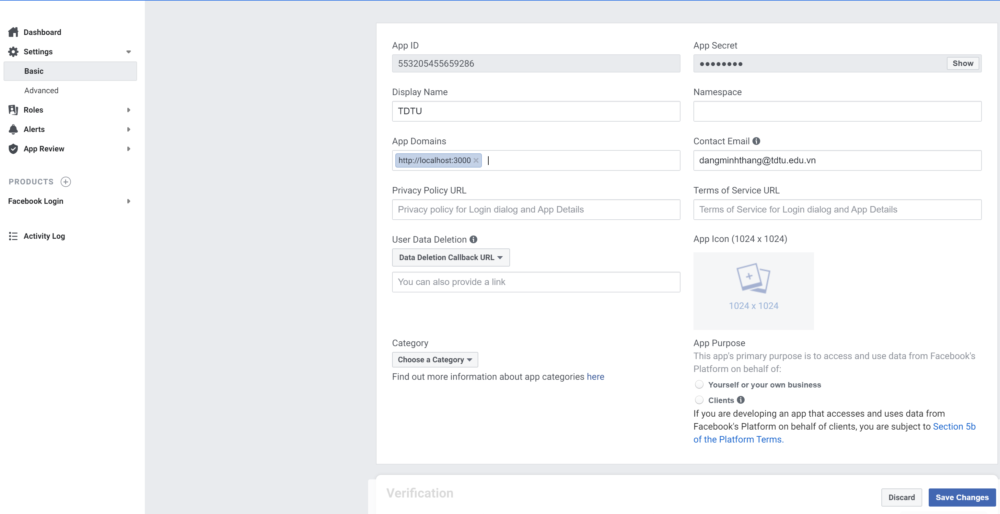 Dashboard
Settings
Basic
Advanced
Roles
Alerts
App Review
PRODUCTS
Facebook Login
Activity Log
App ID
553205455659286
App Secret
●●●●●●●●
Show
Display Name
TDTU
Namespace
App Domains
http://localhost:3000
Contact Email
dangminhthang@tdtu.edu.vn
Privacy Policy URL
Privacy policy for Login dialog and App Details
Terms of Service URL
Terms of Service for Login dialog and App Details
User Data Deletion
Data Deletion Callback URL
You can also provide a link
App Icon (1024 x 1024)
1024 x 1024
Category
Choose a Category
Find out more information about app categories here
App Purpose
This app's primary purpose is to access and use data from Facebook's
Platform on behalf of:
Yourself or your own business
Clients
If you are developing an app that accesses and uses data from
Facebook's Platform on behalf of clients, you are subject to Section 5b
of the Platform Terms.
Verification
Discard
Save Changes